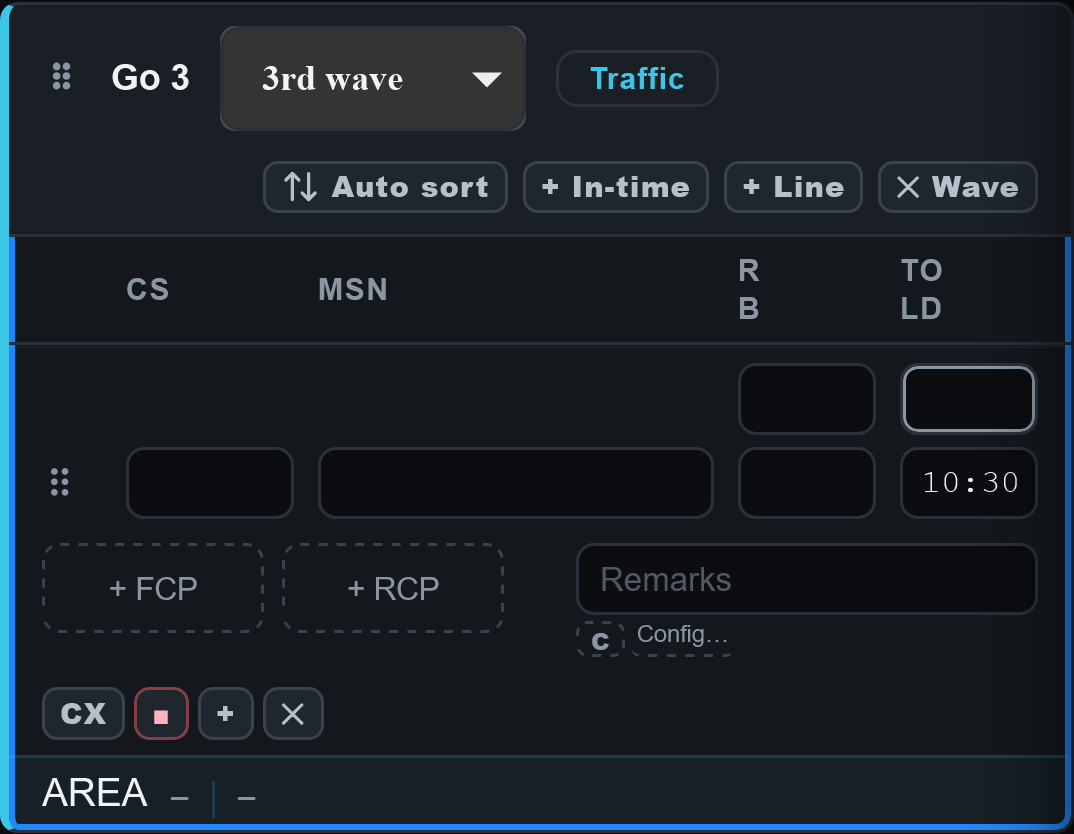 Go 3 3rd wave Traffic
Auto sort + In-time + Line × Wave
CS MSN R B TO LD
10:30
+ FCP + RCP Remarks
C Config...
CX + ×
AREA – –